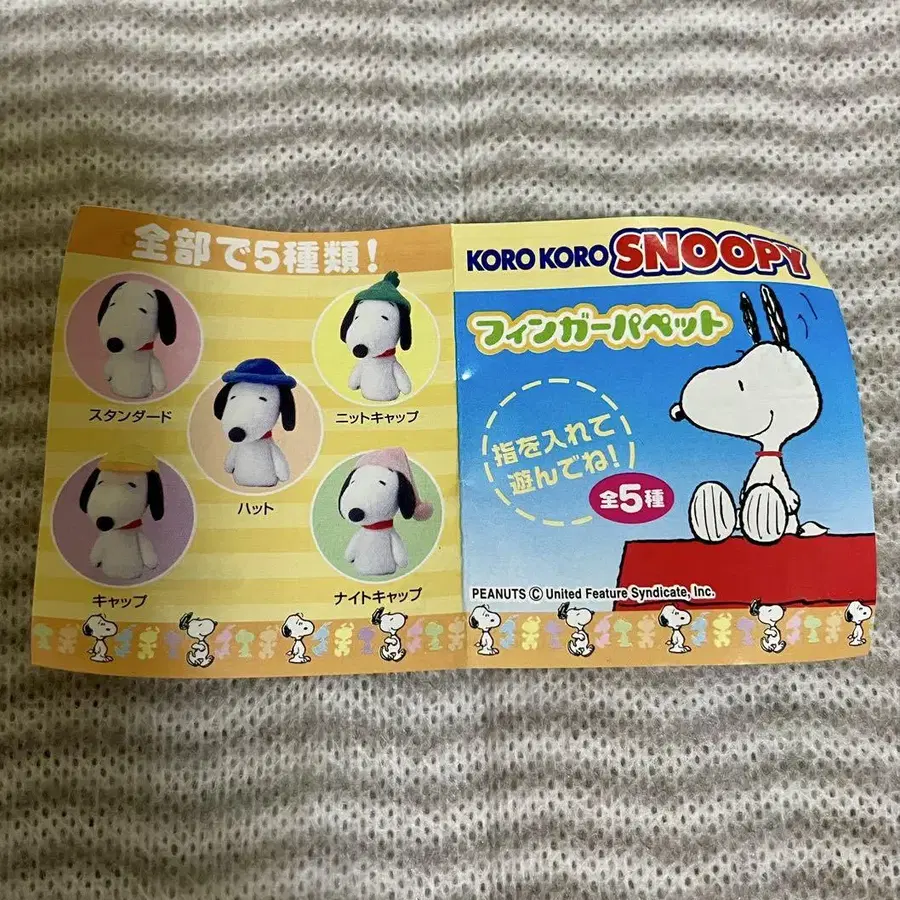 全部で5種類!
スタンダード
ニットキャップ
ハット
キャップ
ナイトキャップ
KORO KORO SNOOPY
フィンガーパペット
指を入れて
遊んでね!
全5種
PEANUTS © United Feature Syndicate, Inc.